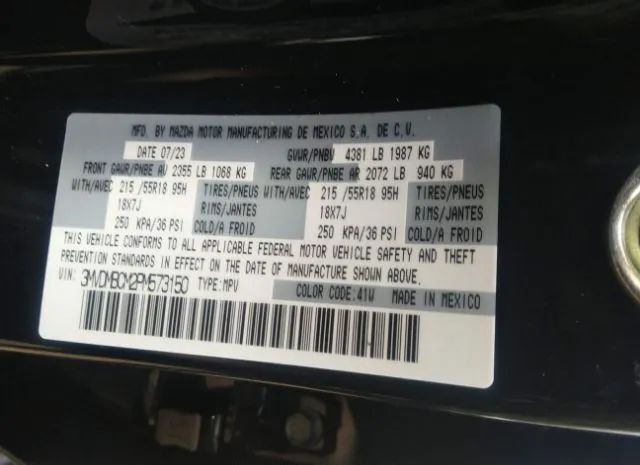 MFD. BY MAZDA MOTOR MANUFACTURING DE MEXICO S.A. DE C.V.
DATE 07/23 GVWR/PNBV 4381 LB 1987 KG
FRONT GAWR/PNBE AV 2355 LB 1068 KG REAR GAWR/PNBE AR 2072 LB 940 KG
WITH/AVEC 215 /55R18 95H TIRES/PNEUS WITH/AVEC 215 /55R18 95H TIRES/PNEUS
18X7J RIMS/JANTES 18X7J RIMS/JANTES
250 KPA/36 PSI COLD/A FROID 250 KPA/36 PSI COLD/A FROID
THIS VEHICLE CONFORMS TO ALL APPLICABLE FEDERAL MOTOR VEHICLE SAFETY AND THEFT
PREVENTION STANDARDS IN EFFECT ON THE DATE OF MANUFACTURE SHOWN ABOVE.
VIN: 3MVDMBCM2PM573150 TYPE: MPV
COLOR CODE: 41W MADE IN MEXICO